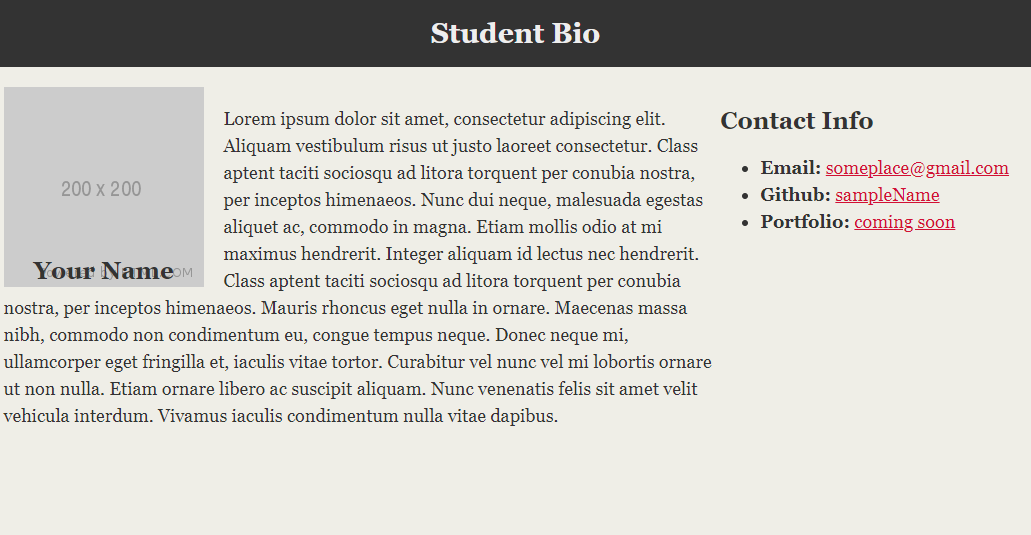 Student Bio
200 x 200
Your Name
Lorem ipsum dolor sit amet, consectetur adipiscing elit.
Aliquam vestibulum risus ut justo laoreet consectetur. Class
aptent taciti sociosqu ad litora torquent per conubia nostra,
per inceptos himenaeos. Nunc dui neque, malesuada egestas
aliquet ac, commodo in magna. Etiam mollis odio at mi
maximus hendrerit. Integer aliquam id lectus nec hendrerit.
Class aptent taciti sociosqu ad litora torquent per conubia
nostra, per inceptos himenaeos. Mauris rhoncus eget nulla in ornare. Maecenas massa
nibh, commodo non condimentum eu, congue tempus neque. Donec neque mi,
ullamcorper eget fringilla et, iaculis vitae tortor. Curabitur vel nunc vel mi lobortis ornare
ut non nulla. Etiam ornare libero ac suscipit aliquam. Nunc venenatis felis sit amet velit
vehicula interdum. Vivamus iaculis condimentum nulla vitae dapibus.
Contact Info
• Email: someplace@gmail.com
• Github: sampleName
• Portfolio: coming soon